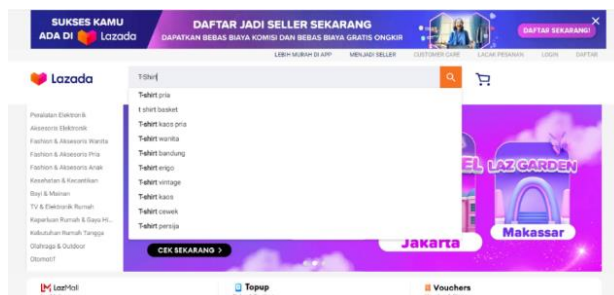 SUKSES KAMU
ADA DI Lazada
DAFTAR JADI SELLER SEKARANG
DAPATKAN BEBAS BIAYA KOMISI DAN BEBAS BIAYA GRATIS ONGKIR
DAFTAR SEKARANG!
LEBIH MURAH DI APP
MENJADI SELLER
CUSTOMER CARE
LACAK PESANAN
LOGIN
DAFTAR
Lazada
T-Shirt
T-shirt pria
t shirt basket
T-shirt kaos pria
T-shirt wanita
T-shirt bandung
T-shirt erigo
T-shirt vintage
T-shirt kaos
T-shirt cewek
T-shirt persija
Peralatan Elektronik
Aksesoris Elektronik
Fashion & Aksesoris Wanita
Fashion & Aksesoris Pria
Fashion & Aksesoris Anak
Kesehatan & Kecantikan
Bayi & Mainan
TV & Elektronik Rumah
Keperluan Rumah & Gaya Hi...
Kebutuhan Rumah Tangga
Olahraga & Outdoor
Otomotif
EL LAZ GARDEN
Jakarta
Makassar
CEK SEKARANG >
LazMall
Topup
Vouchers